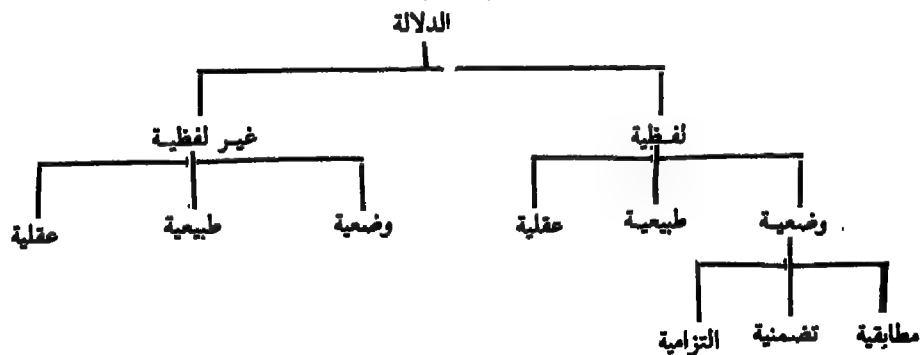 الدلالة
لفظية غير لفظية
وضعية طبيعية عقلية وضعية طبيعية عقلية
مطابقية تضمنية التزامية